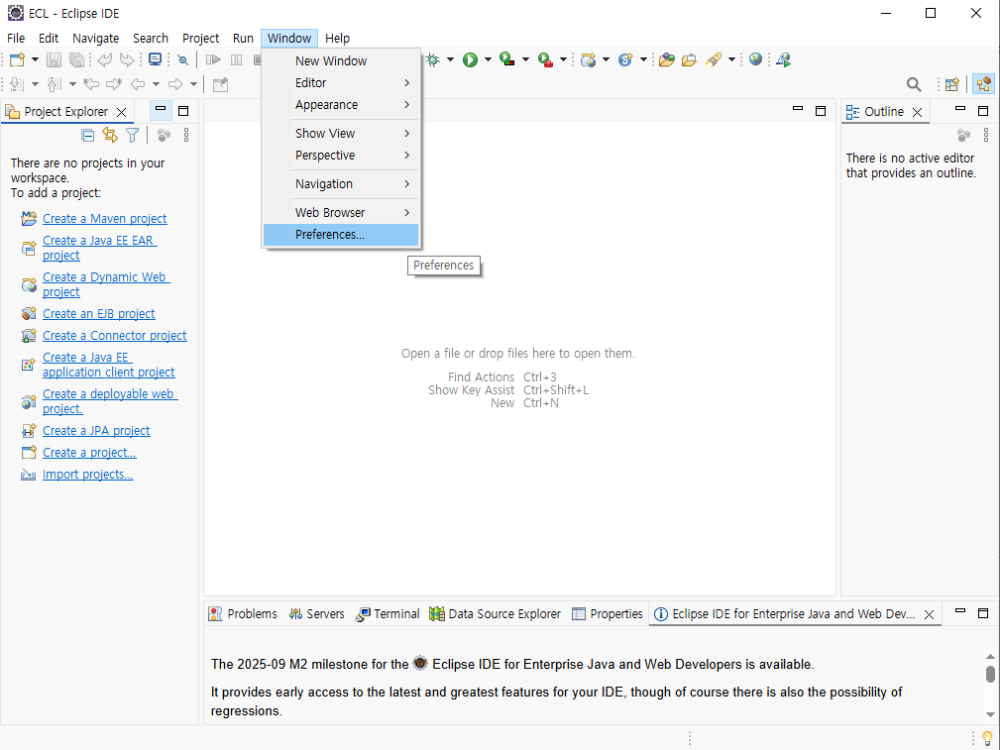 ECL - Eclipse IDE
File Edit Navigate Search Project Run Window Help
New Window
Editor
Appearance
Show View
Perspective
Navigation
Web Browser
Preferences...
Preferences
Project Explorer
There are no projects in your
workspace.
To add a project:
Create a Maven project
Create a Java EE EAR
project
Create a Dynamic Web
project
Create an EJB project
Create a Connector project
Create a Java EE
application client project
Create a deployable web
project.
Create a JPA project
Create a project...
Import projects...
Open a file or drop files here to open them.
Find Actions Ctrl+3
Show Key Assist Ctrl+Shift+L
New Ctrl+N
Outline
There is no active editor
that provides an outline.
Problems Servers Terminal Data Source Explorer Properties Eclipse IDE for Enterprise Java and Web Dev...
The 2025-09 M2 milestone for the Eclipse IDE for Enterprise Java and Web Developers is available.
It provides early access to the latest and greatest features for your IDE, though of course there is also the possibility of
regressions.